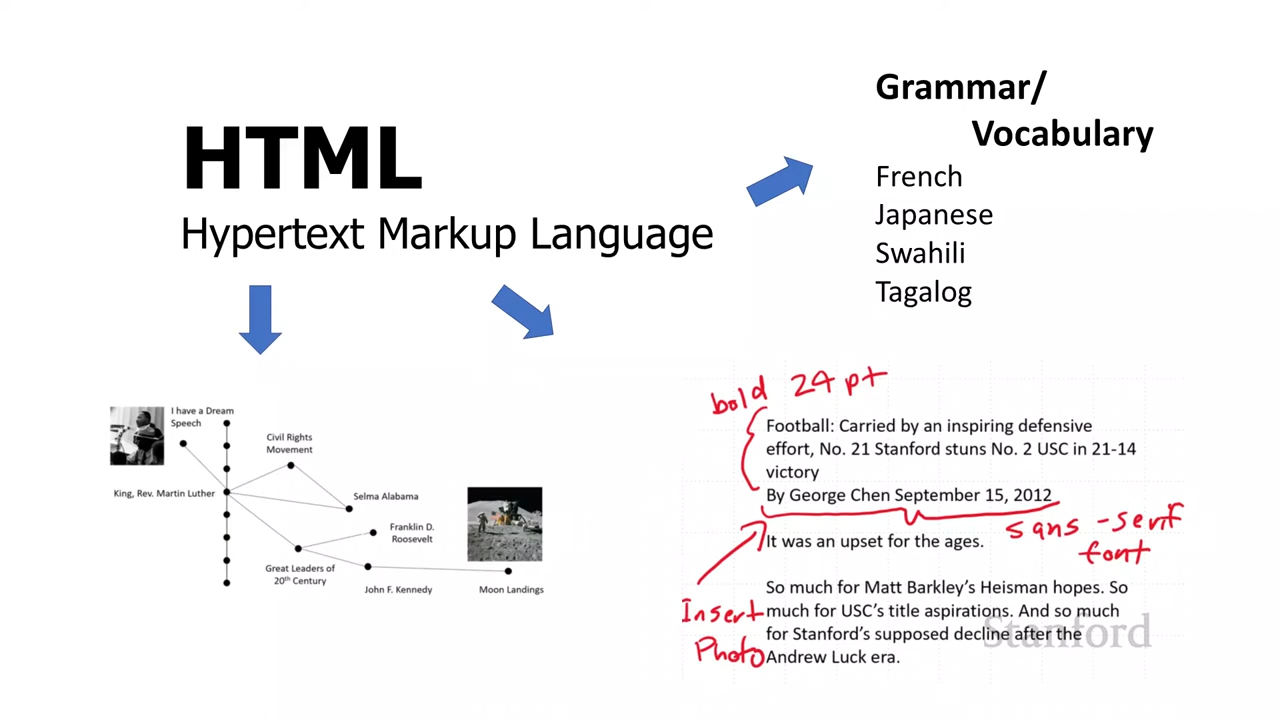 HTML
Hypertext Markup Language
Grammar/
Vocabulary
French
Japanese
Swahili
Tagalog
I have a Dream
Speech
Civil Rights
Movement
King, Rev. Martin Luther
Selma Alabama
Franklin D.
Roosevelt
Great Leaders of
20th Century
John F. Kennedy
Moon Landings
bold 24 pt
Football: Carried by an inspiring defensive
effort, No. 21 Stanford stuns No. 2 USC in 21-14
victory
By George Chen September 15, 2012
sans-serif
font
It was an upset for the ages.
Insert
Photo
So much for Matt Barkley's Heisman hopes. So
much for USC's title aspirations. And so much
for Stanford's supposed decline after the
Andrew Luck era.
Stanford